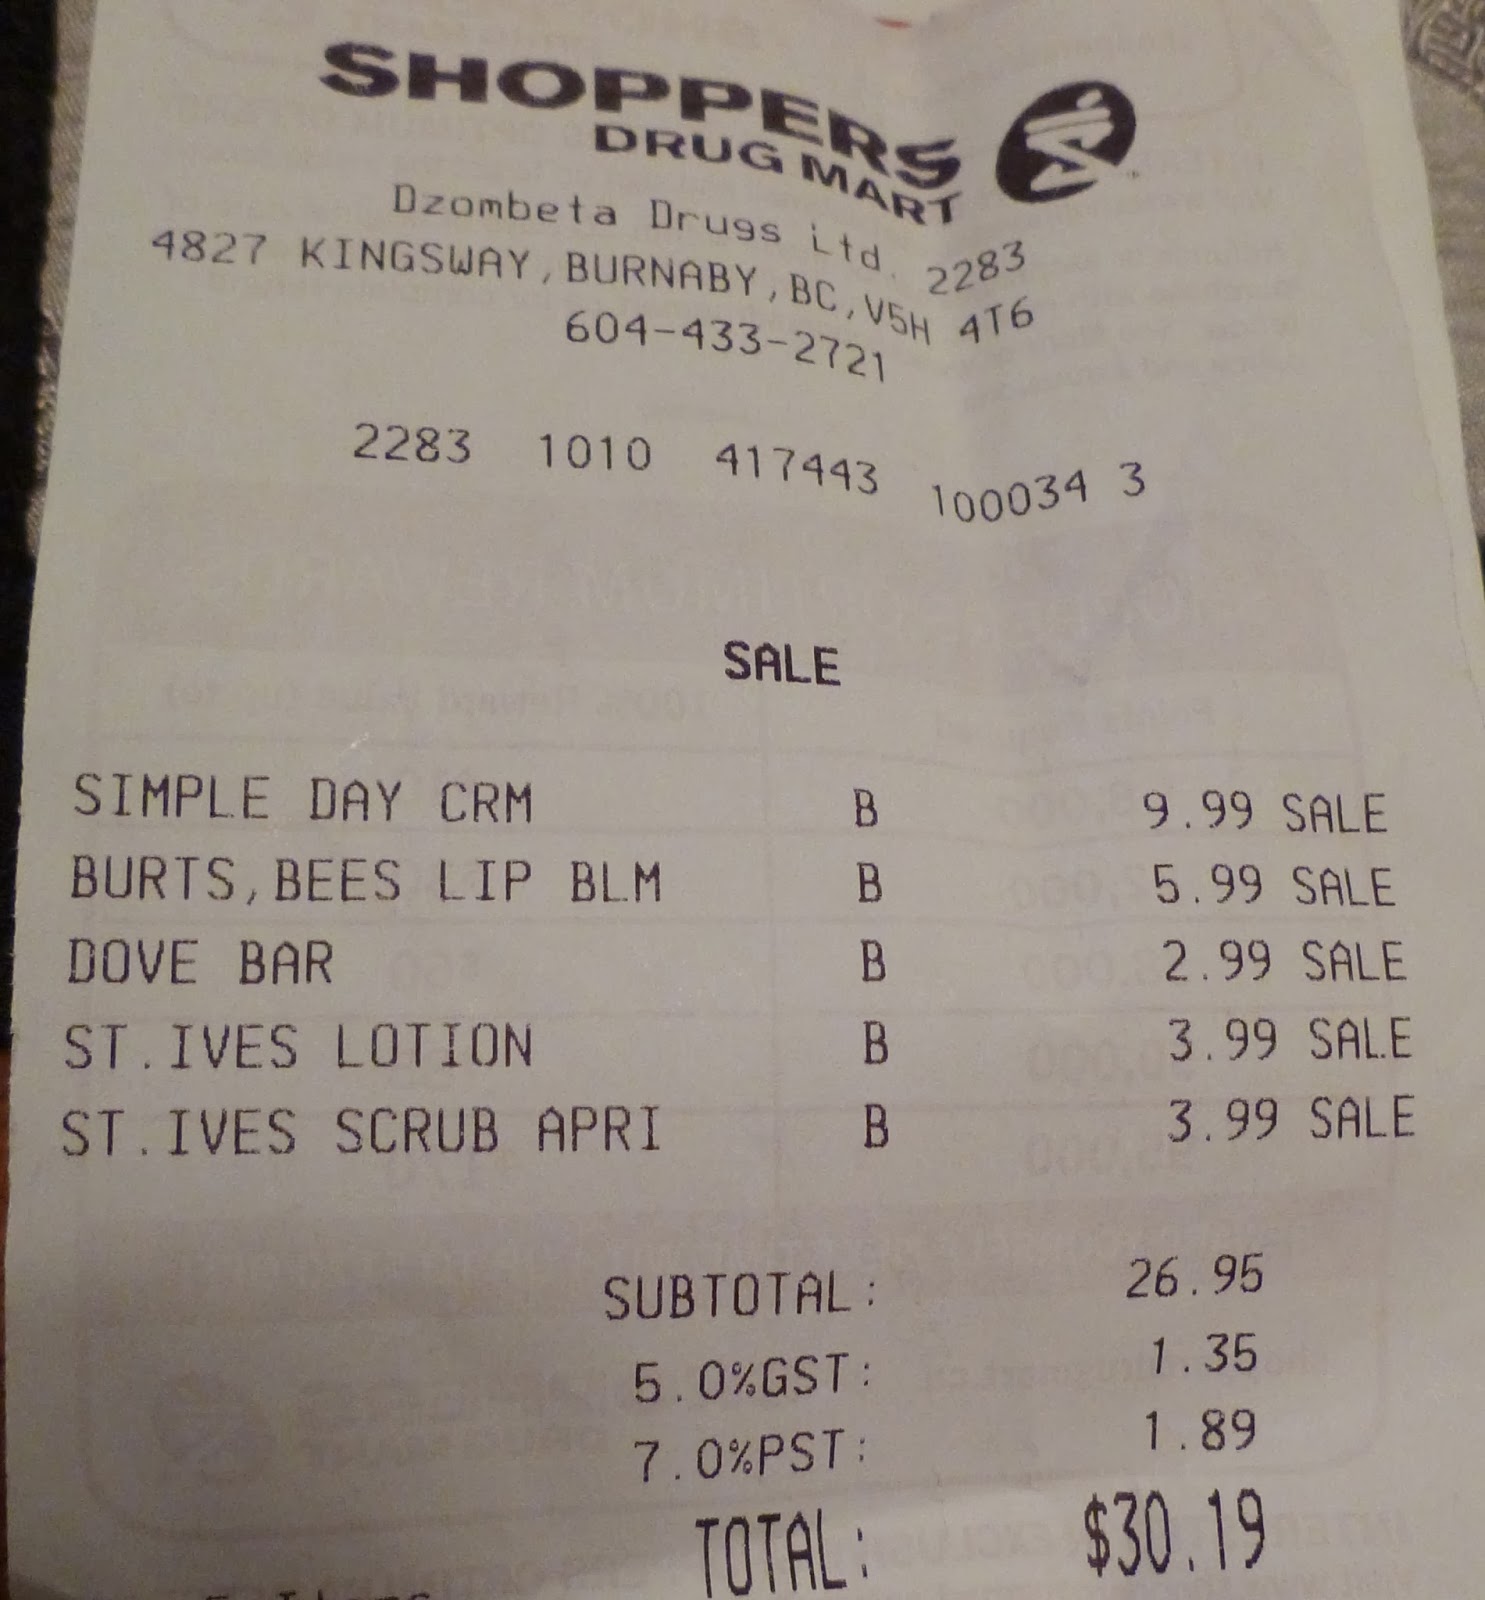 SHOPPERS
DRUG MART
Dzombeta Drugs Ltd. 2283
4827 KINGSWAY,BURNABY,BC,V5H 4T6
604-433-2721
2283 1010 417443 100034 3
SALE
SIMPLE DAY CRM B 9.99 SALE
BURTS,BEES LIP BLM B 5.99 SALE
DOVE BAR B 2.99 SALE
ST.IVES LOTION B 3.99 SALE
ST.IVES SCRUB APRI B 3.99 SALE
SUBTOTAL: 26.95
5.0%GST: 1.35
7.0%PST: 1.89
TOTAL: $30.19